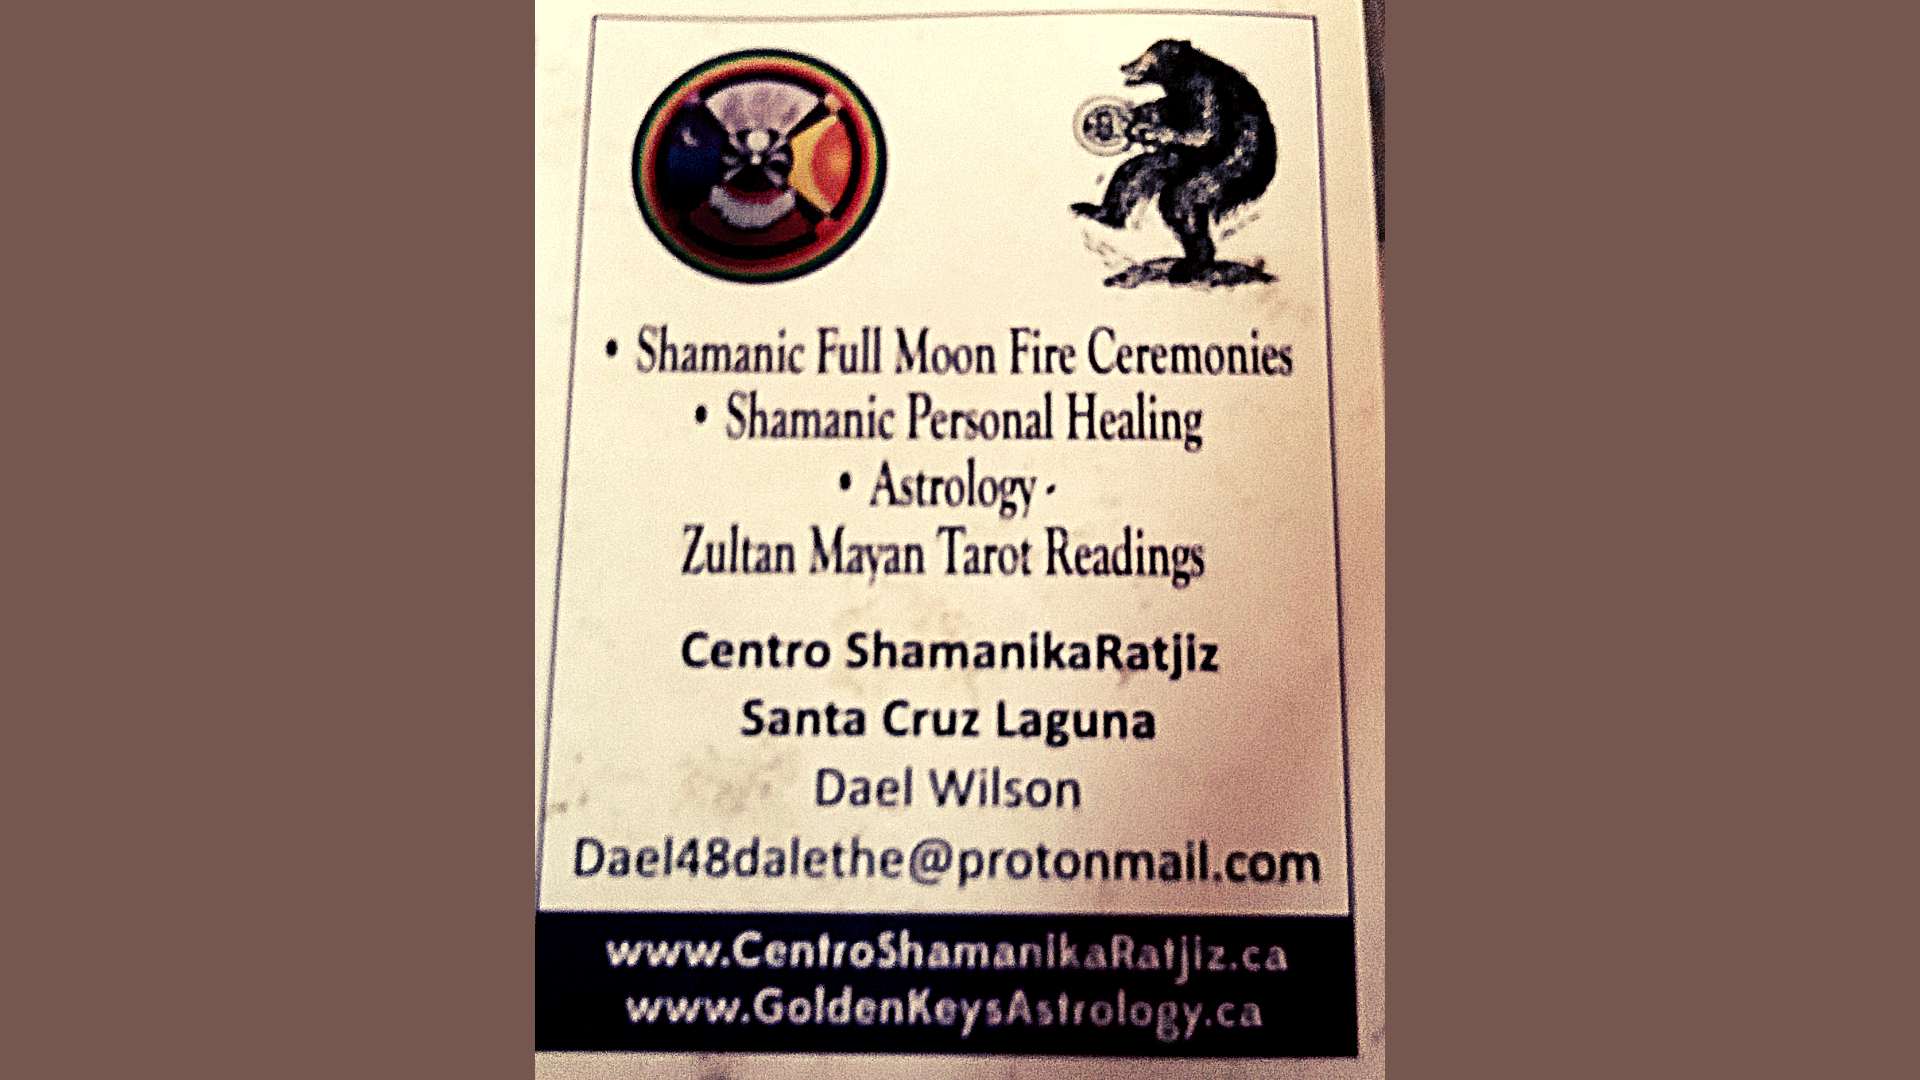 • Shamanic Full Moon Fire Ceremonies
• Shamanic Personal Healing
• Astrology •
Zultan Mayan Tarot Readings
Centro ShamanikaRatjiz
Santa Cruz Laguna
Dael Wilson
Dael48dalethe@protonmail.com
www.CentroShamanikaRatjiz.ca
www.GoldenKeysAstrology.ca